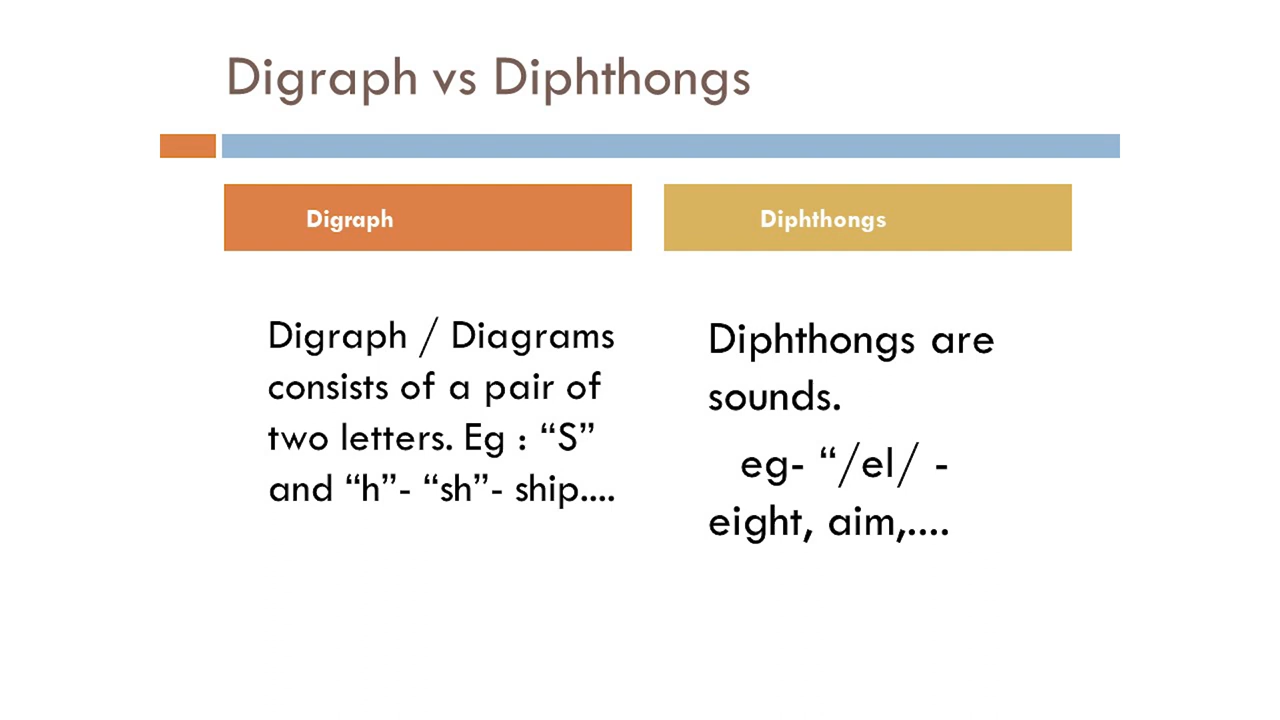 Digraph vs Diphthongs
Digraph
Digraph / Diagrams
consists of a pair of
two letters. Eg : “S”
and “h”- “sh”- ship....
Diphthongs
Diphthongs are
sounds.
eg- “/el/ -
eight, aim,....